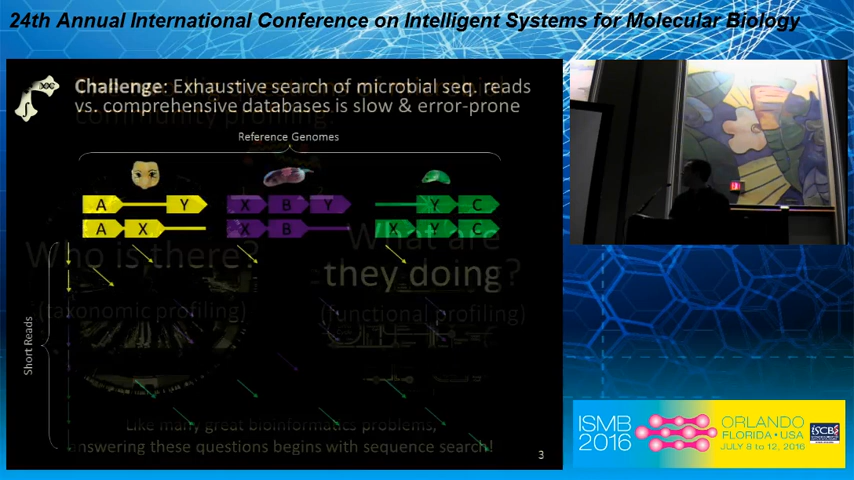 24th Annual International Conference on Intelligent Systems for Molecular Biology
Challenge: Exhaustive search of microbial seq. reads
vs. comprehensive databases is slow & error-prone
community profiling:
Reference Genomes
A Y X B Y Y C
A X X B X Y C
Who is there? What are
they doing?
(taxonomic profiling) (functional profiling)
Short Reads
Like many great bioinformatics problems,
answering these questions begins with sequence search!
3
ISMB
2016
ORLANDO
FLORIDA • USA
JULY 8 to 12, 2016
ISCB